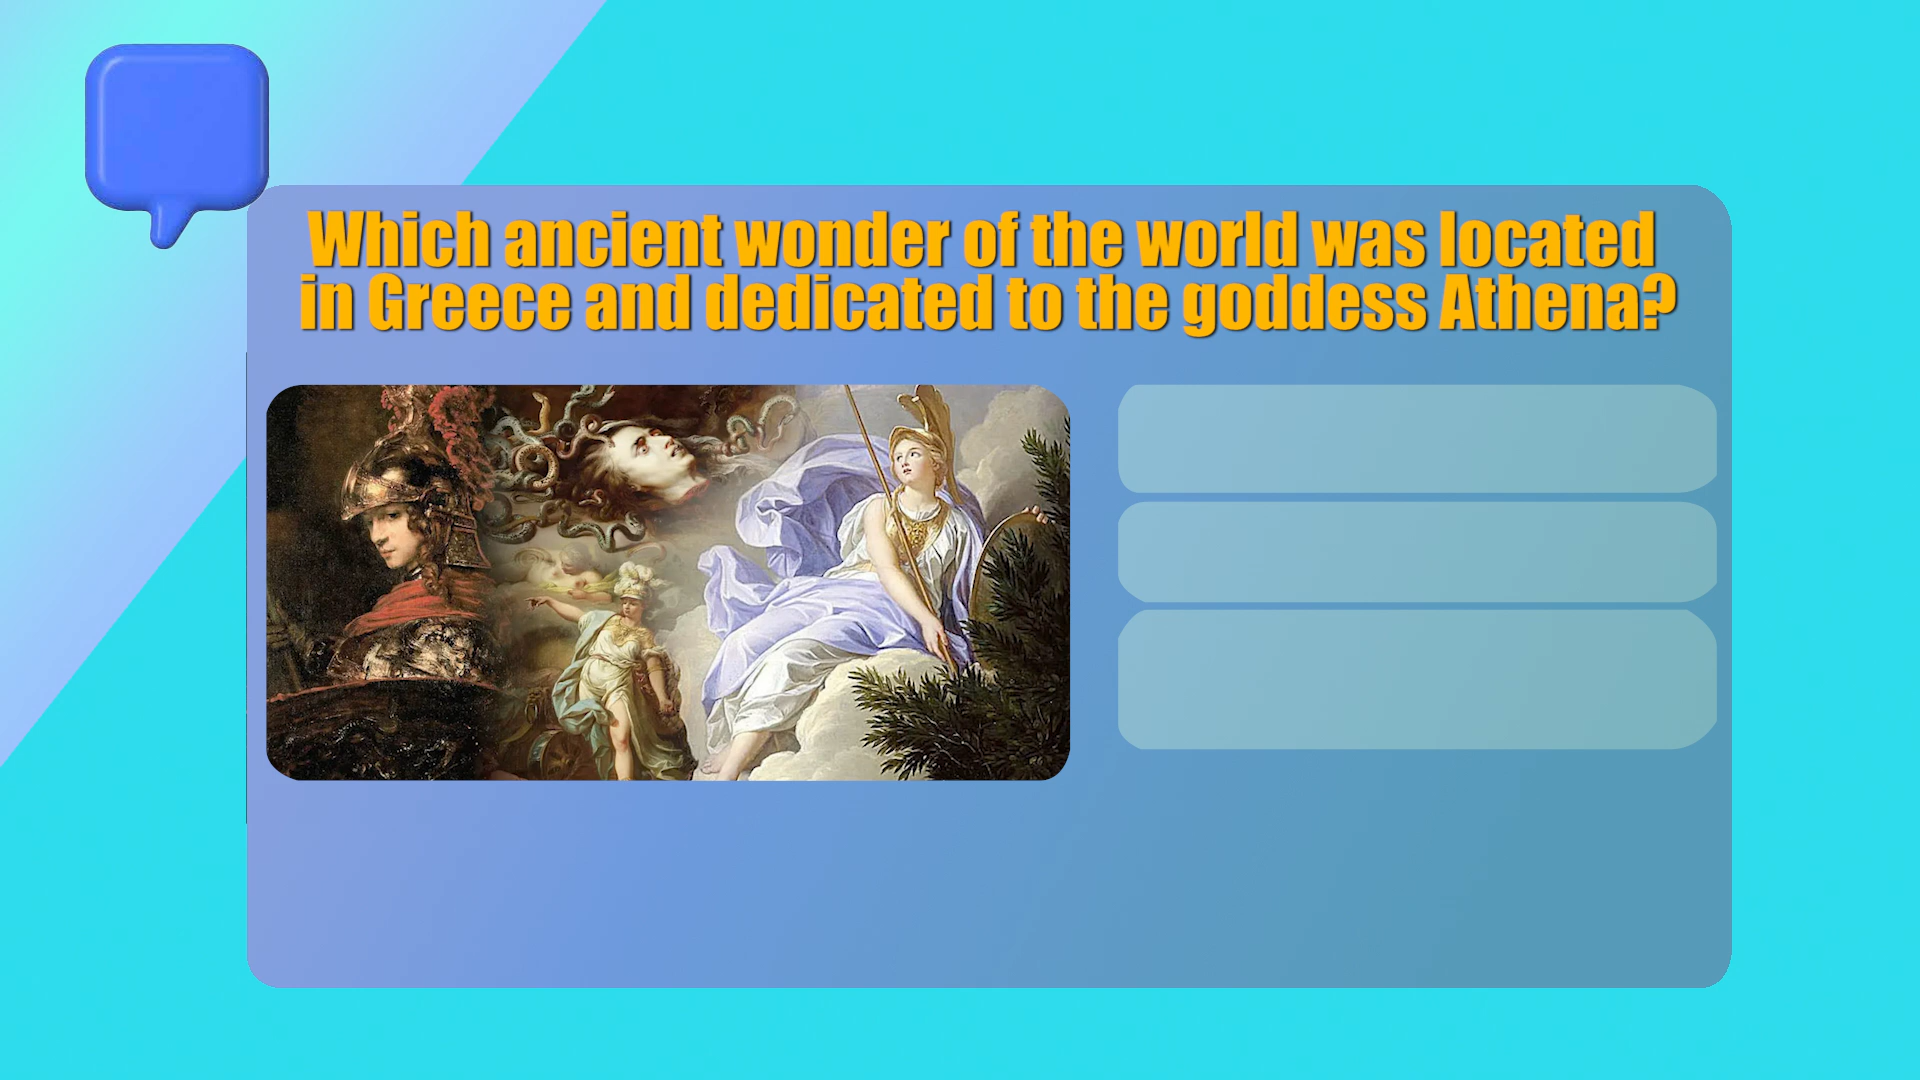 Which ancient wonder of the world was located
in Greece and dedicated to the goddess Athena?